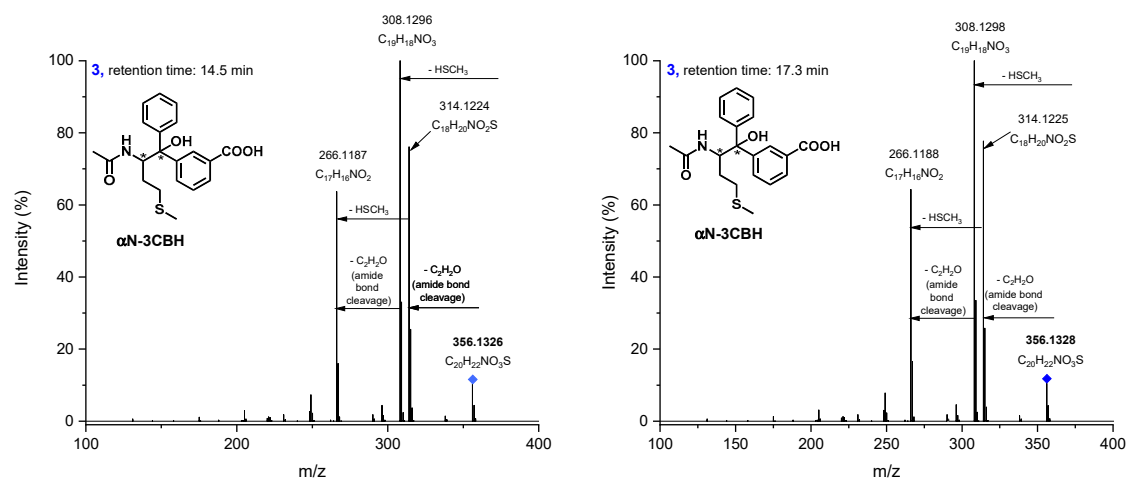 308.1296
C₁₉H₁₈NO₃
3, retention time: 14.5 min
- HSCH₃
314.1224
C₁₈H₂₀NO₂S
266.1187
C₁₇H₁₆NO₂
- HSCH₃
- C₂H₂O
(amide
bond
cleavage)
- C₂H₂O
(amide bond
cleavage)
356.1326
C₂₀H₂₂NO₃S
H
N
O
OH
*
*
COOH
S
αN-3CBH
Intensity (%)
100
80
60
40
20
0
100
200
300
400
m/z
308.1298
C₁₉H₁₈NO₃
3, retention time: 17.3 min
- HSCH₃
314.1225
C₁₈H₂₀NO₂S
266.1188
C₁₇H₁₆NO₂
- HSCH₃
- C₂H₂O
(amide
bond
cleavage)
- C₂H₂O
(amide bond
cleavage)
356.1328
C₂₀H₂₂NO₃S
H
N
O
OH
*
*
COOH
S
αN-3CBH
Intensity (%)
100
80
60
40
20
0
100
150
200
250
300
350
400
m/z